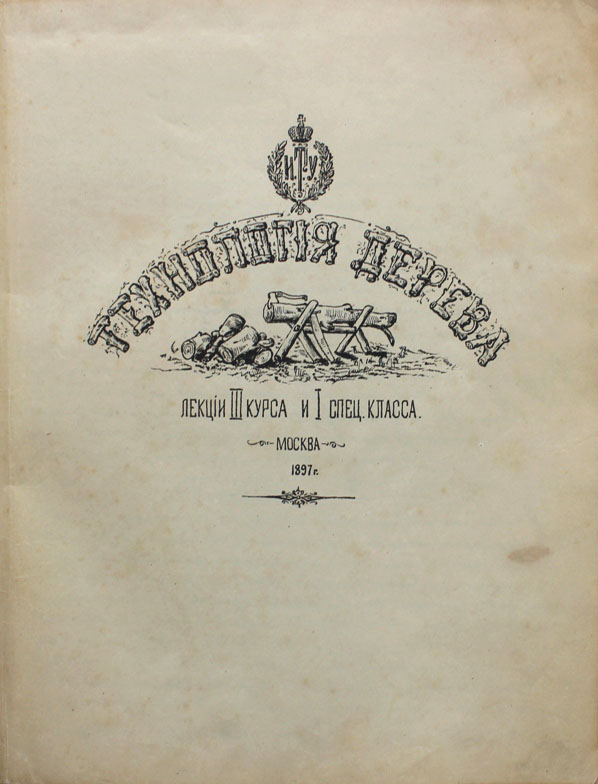 ИТУ
ТЕХНОЛОГІЯ ДЕРЕВА
ЛЕКЦІИ III КУРСА И I СПЕЦ. КЛАССА.
МОСКВА
1897 г.